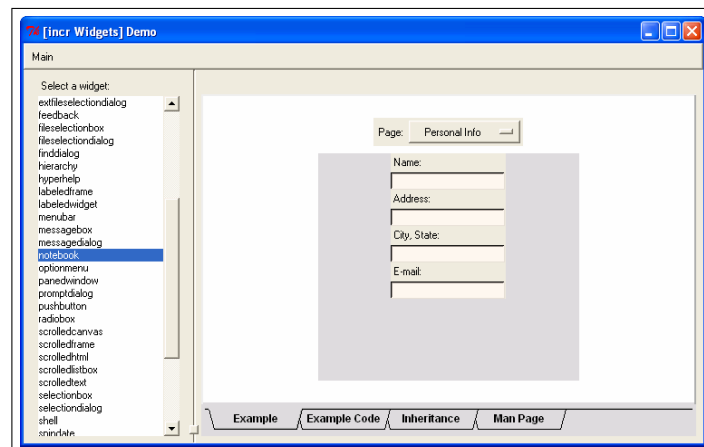 [incr Widgets] Demo
Main
Select a widget:
extfileselectiondialog
feedback
fileselectionbox
fileselectiondialog
finddialog
hierarchy
hyperhelp
labeledframe
labeledwidget
menubar
messagebox
messagedialog
notebook
optionmenu
panedwindow
promptdialog
pushbutton
radiobox
scrolledcanvas
scrolledframe
scrolledhtml
scrolledlistbox
scrolledtext
selectionbox
selectiondialog
shell
spindate
Page: Personal Info
Name:
Address:
City, State:
E-mail:
Example Example Code Inheritance Man Page